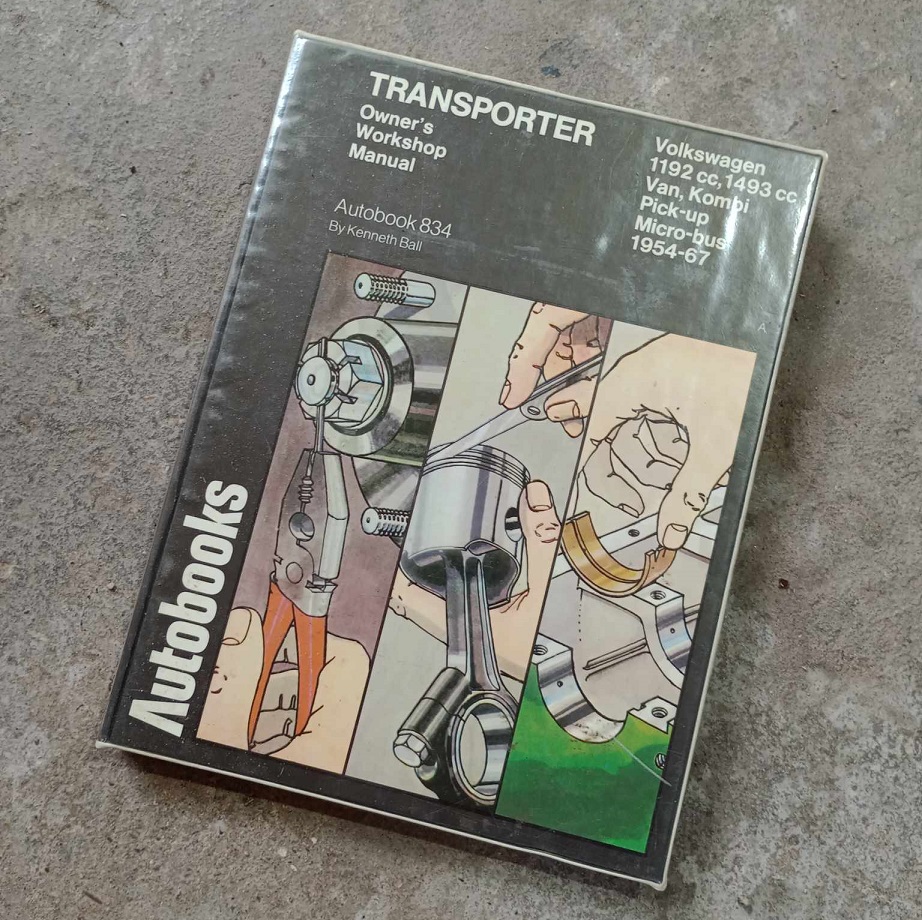 TRANSPORTER
Owner's
Workshop
Manual
Volkswagen
1192 cc, 1493 cc
Van, Kombi
Pick-up
Micro-bus
1954-67
Autobook 834
By Kenneth Ball
A
Autobooks